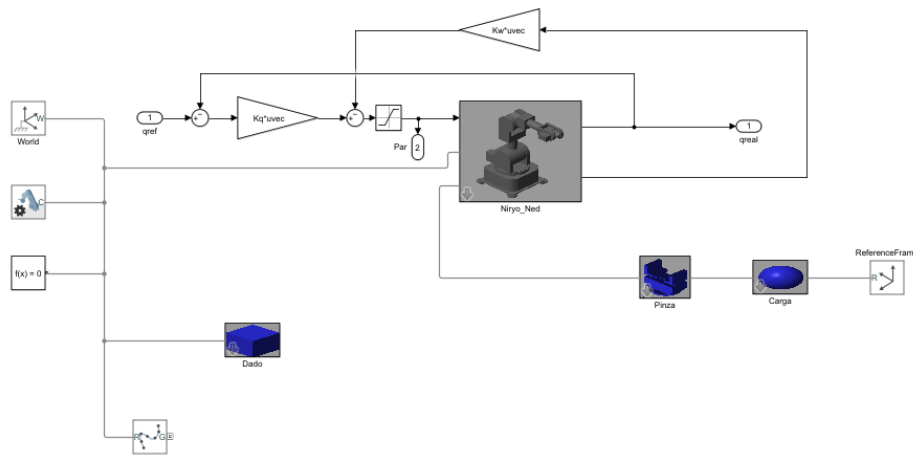 Kw*uvec
1
qref
+
−
Kq*uvec
+
−
Par
2
1
qreal
W
World
Niryo_Ned
C
f(x) = 0
ReferenceFram
R
Pinza
Carga
Dado
R
G
B